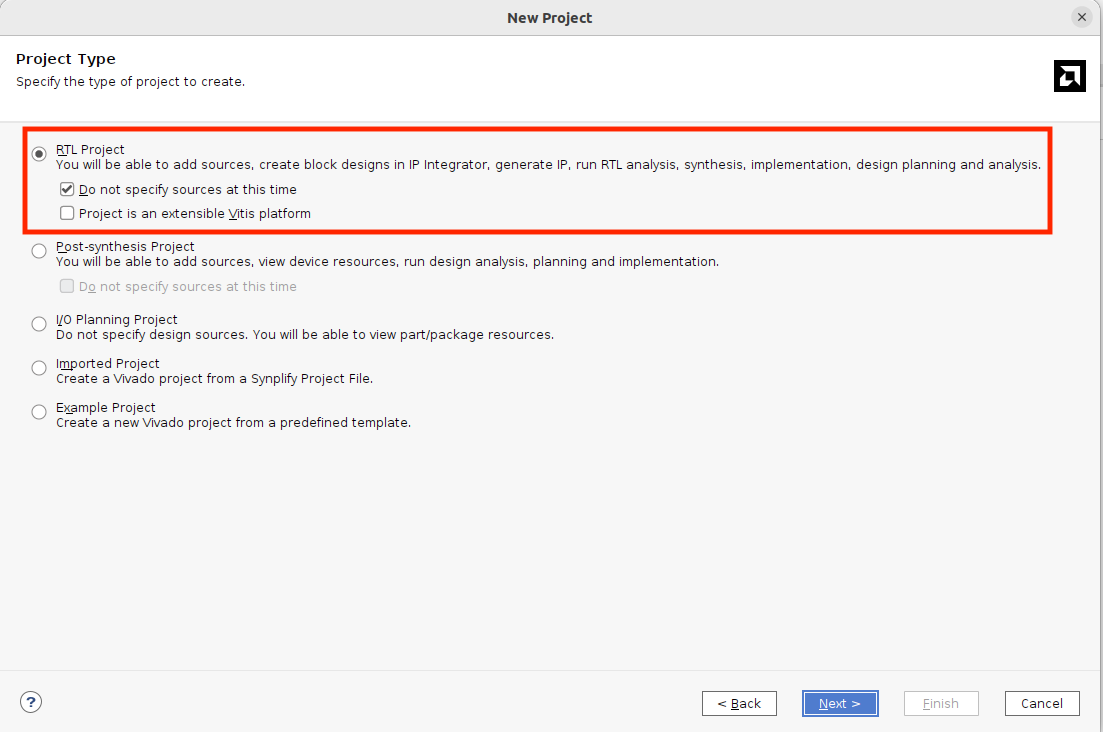 New Project
Project Type
Specify the type of project to create.
RTL Project
You will be able to add sources, create block designs in IP Integrator, generate IP, run RTL analysis, synthesis, implementation, design planning and analysis.
Do not specify sources at this time
Project is an extensible Vitis platform
Post-synthesis Project
You will be able to add sources, view device resources, run design analysis, planning and implementation.
Do not specify sources at this time
I/O Planning Project
Do not specify design sources. You will be able to view part/package resources.
Imported Project
Create a Vivado project from a Synplify Project File.
Example Project
Create a new Vivado project from a predefined template.
?
< Back
Next >
Finish
Cancel